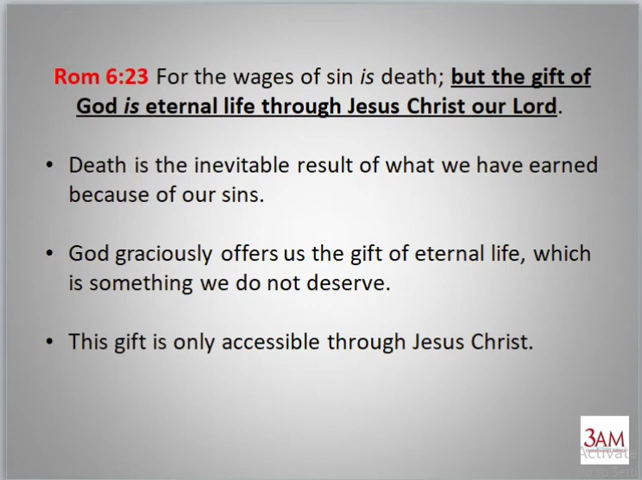 Rom 6:23 For the wages of sin is death; but the gift of
God is eternal life through Jesus Christ our Lord.
• Death is the inevitable result of what we have earned
because of our sins.
• God graciously offers us the gift of eternal life, which
is something we do not deserve.
• This gift is only accessible through Jesus Christ.
3AM
Activate